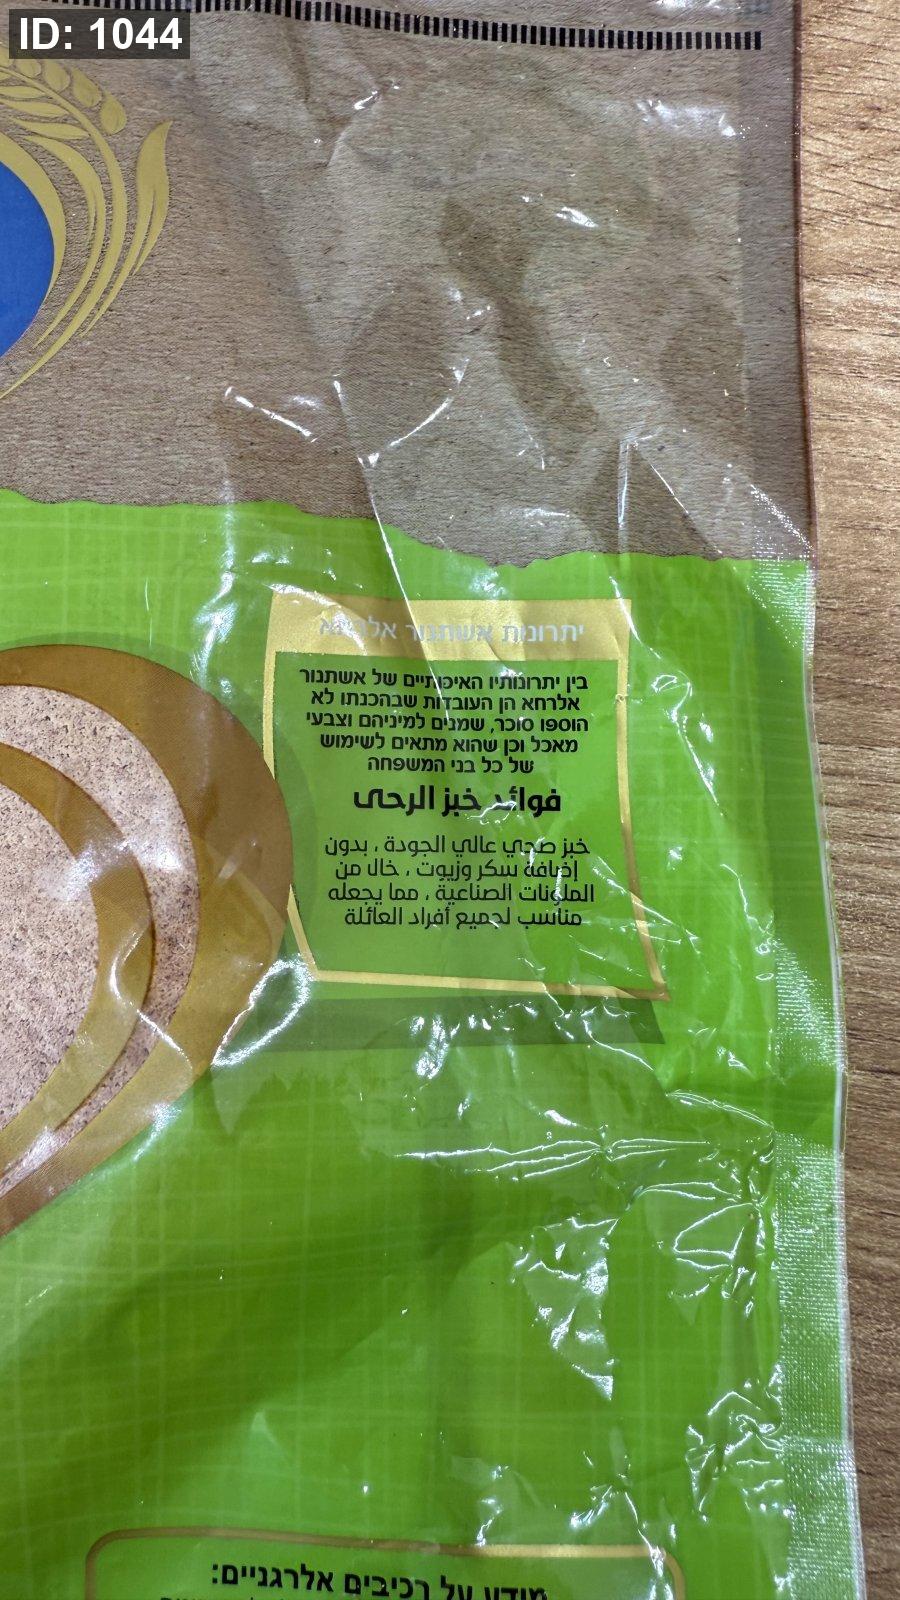 ID: 1044
יתרונות אשתנור אלרחא
בין יתרונותיו האיכותיים של אשתנור
אלרחא הן העובדות שבהכנתו לא
הוספו סוכר, שמנים למיניהם וצבעי
מאכל וכן שהוא מתאים לשימוש
של כל בני המשפחה
فوائد خبز الرحى
خبز صحي عالي الجودة ، بدون
إضافة سكر وزيوت ، خال من
الملونات الصناعية ، مما يجعله
مناسب لجميع أفراد العائلة
מידע על רכיבים אלרגניים: